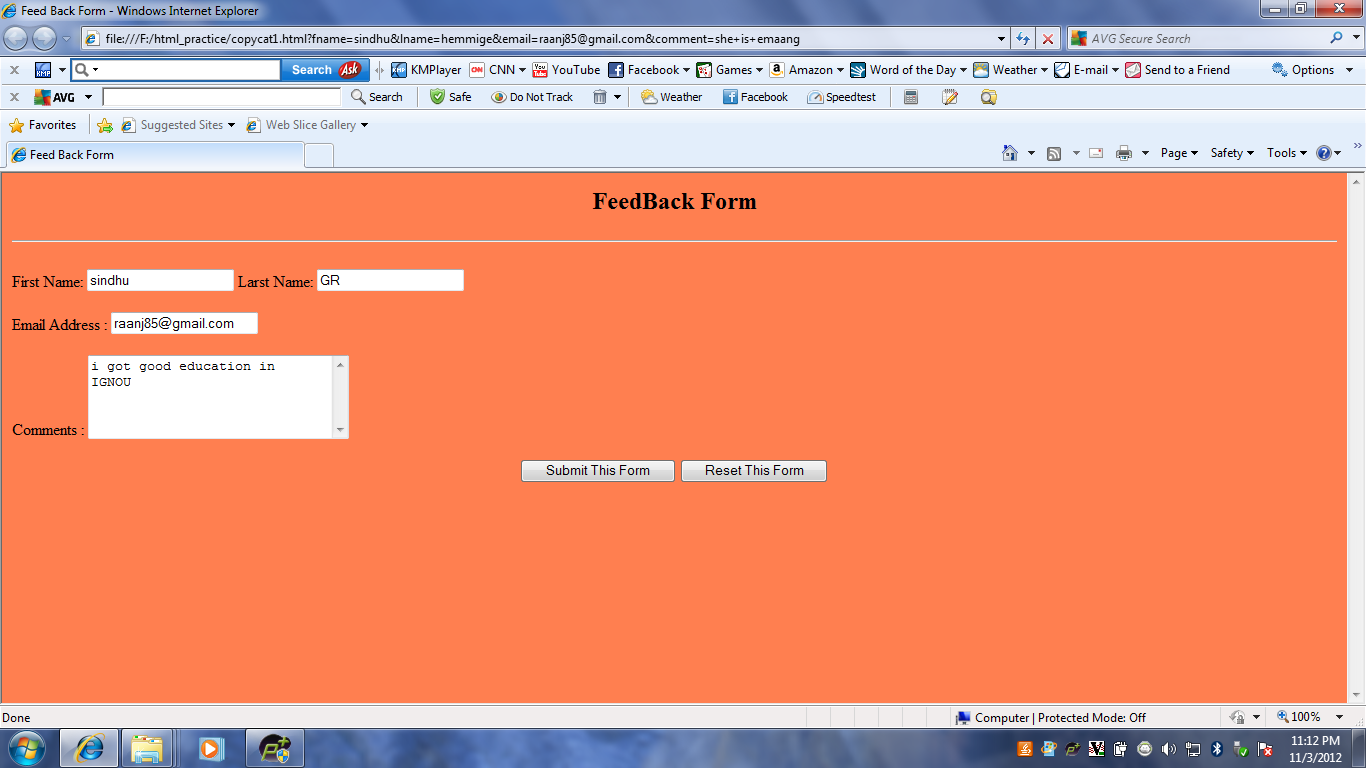 Feed Back Form - Windows Internet Explorer
file:///F:/html_practice/copycat1.html?fname=sindhu&lname=hemmige&email=raanj85@gmail.com&comment=she+is+emaang
AVG Secure Search
KMP Search Ask KMPlayer CNN CNN You Tube YouTube Facebook Games Amazon Word of the Day Weather E-mail Send to a Friend Options
AVG Search Safe Do Not Track Weather Facebook Speedtest
Favorites Suggested Sites Web Slice Gallery
Feed Back Form Page Safety Tools
FeedBack Form
First Name: sindhu Larst Name: GR
Email Address : raanj85@gmail.com
i got good education in
IGNOU
Comments :
Submit This Form Reset This Form
Done Computer | Protected Mode: Off 100%
11:12 PM
11/3/2012